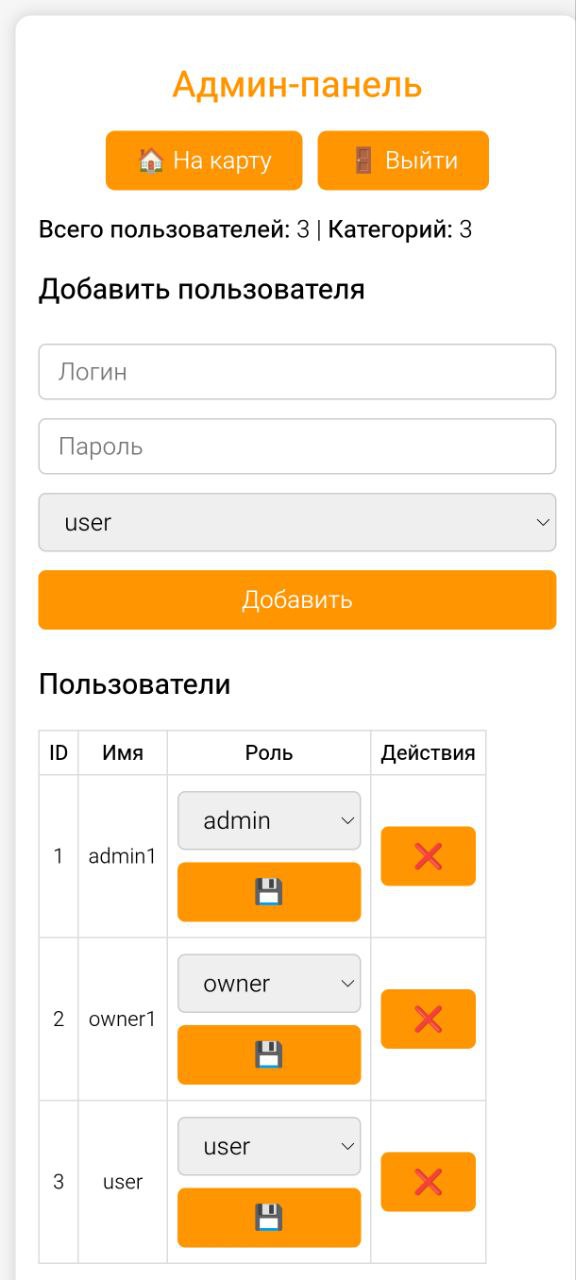 Админ-панель
🏠 На карту 🚪 Выйти
Всего пользователей: 3 | Категорий: 3
Добавить пользователя
Логин
Пароль
user
Добавить
Пользователи
ID Имя Роль Действия
admin
1 admin1 ❌
💾
owner
2 owner1 ❌
💾
user
3 user ❌
💾